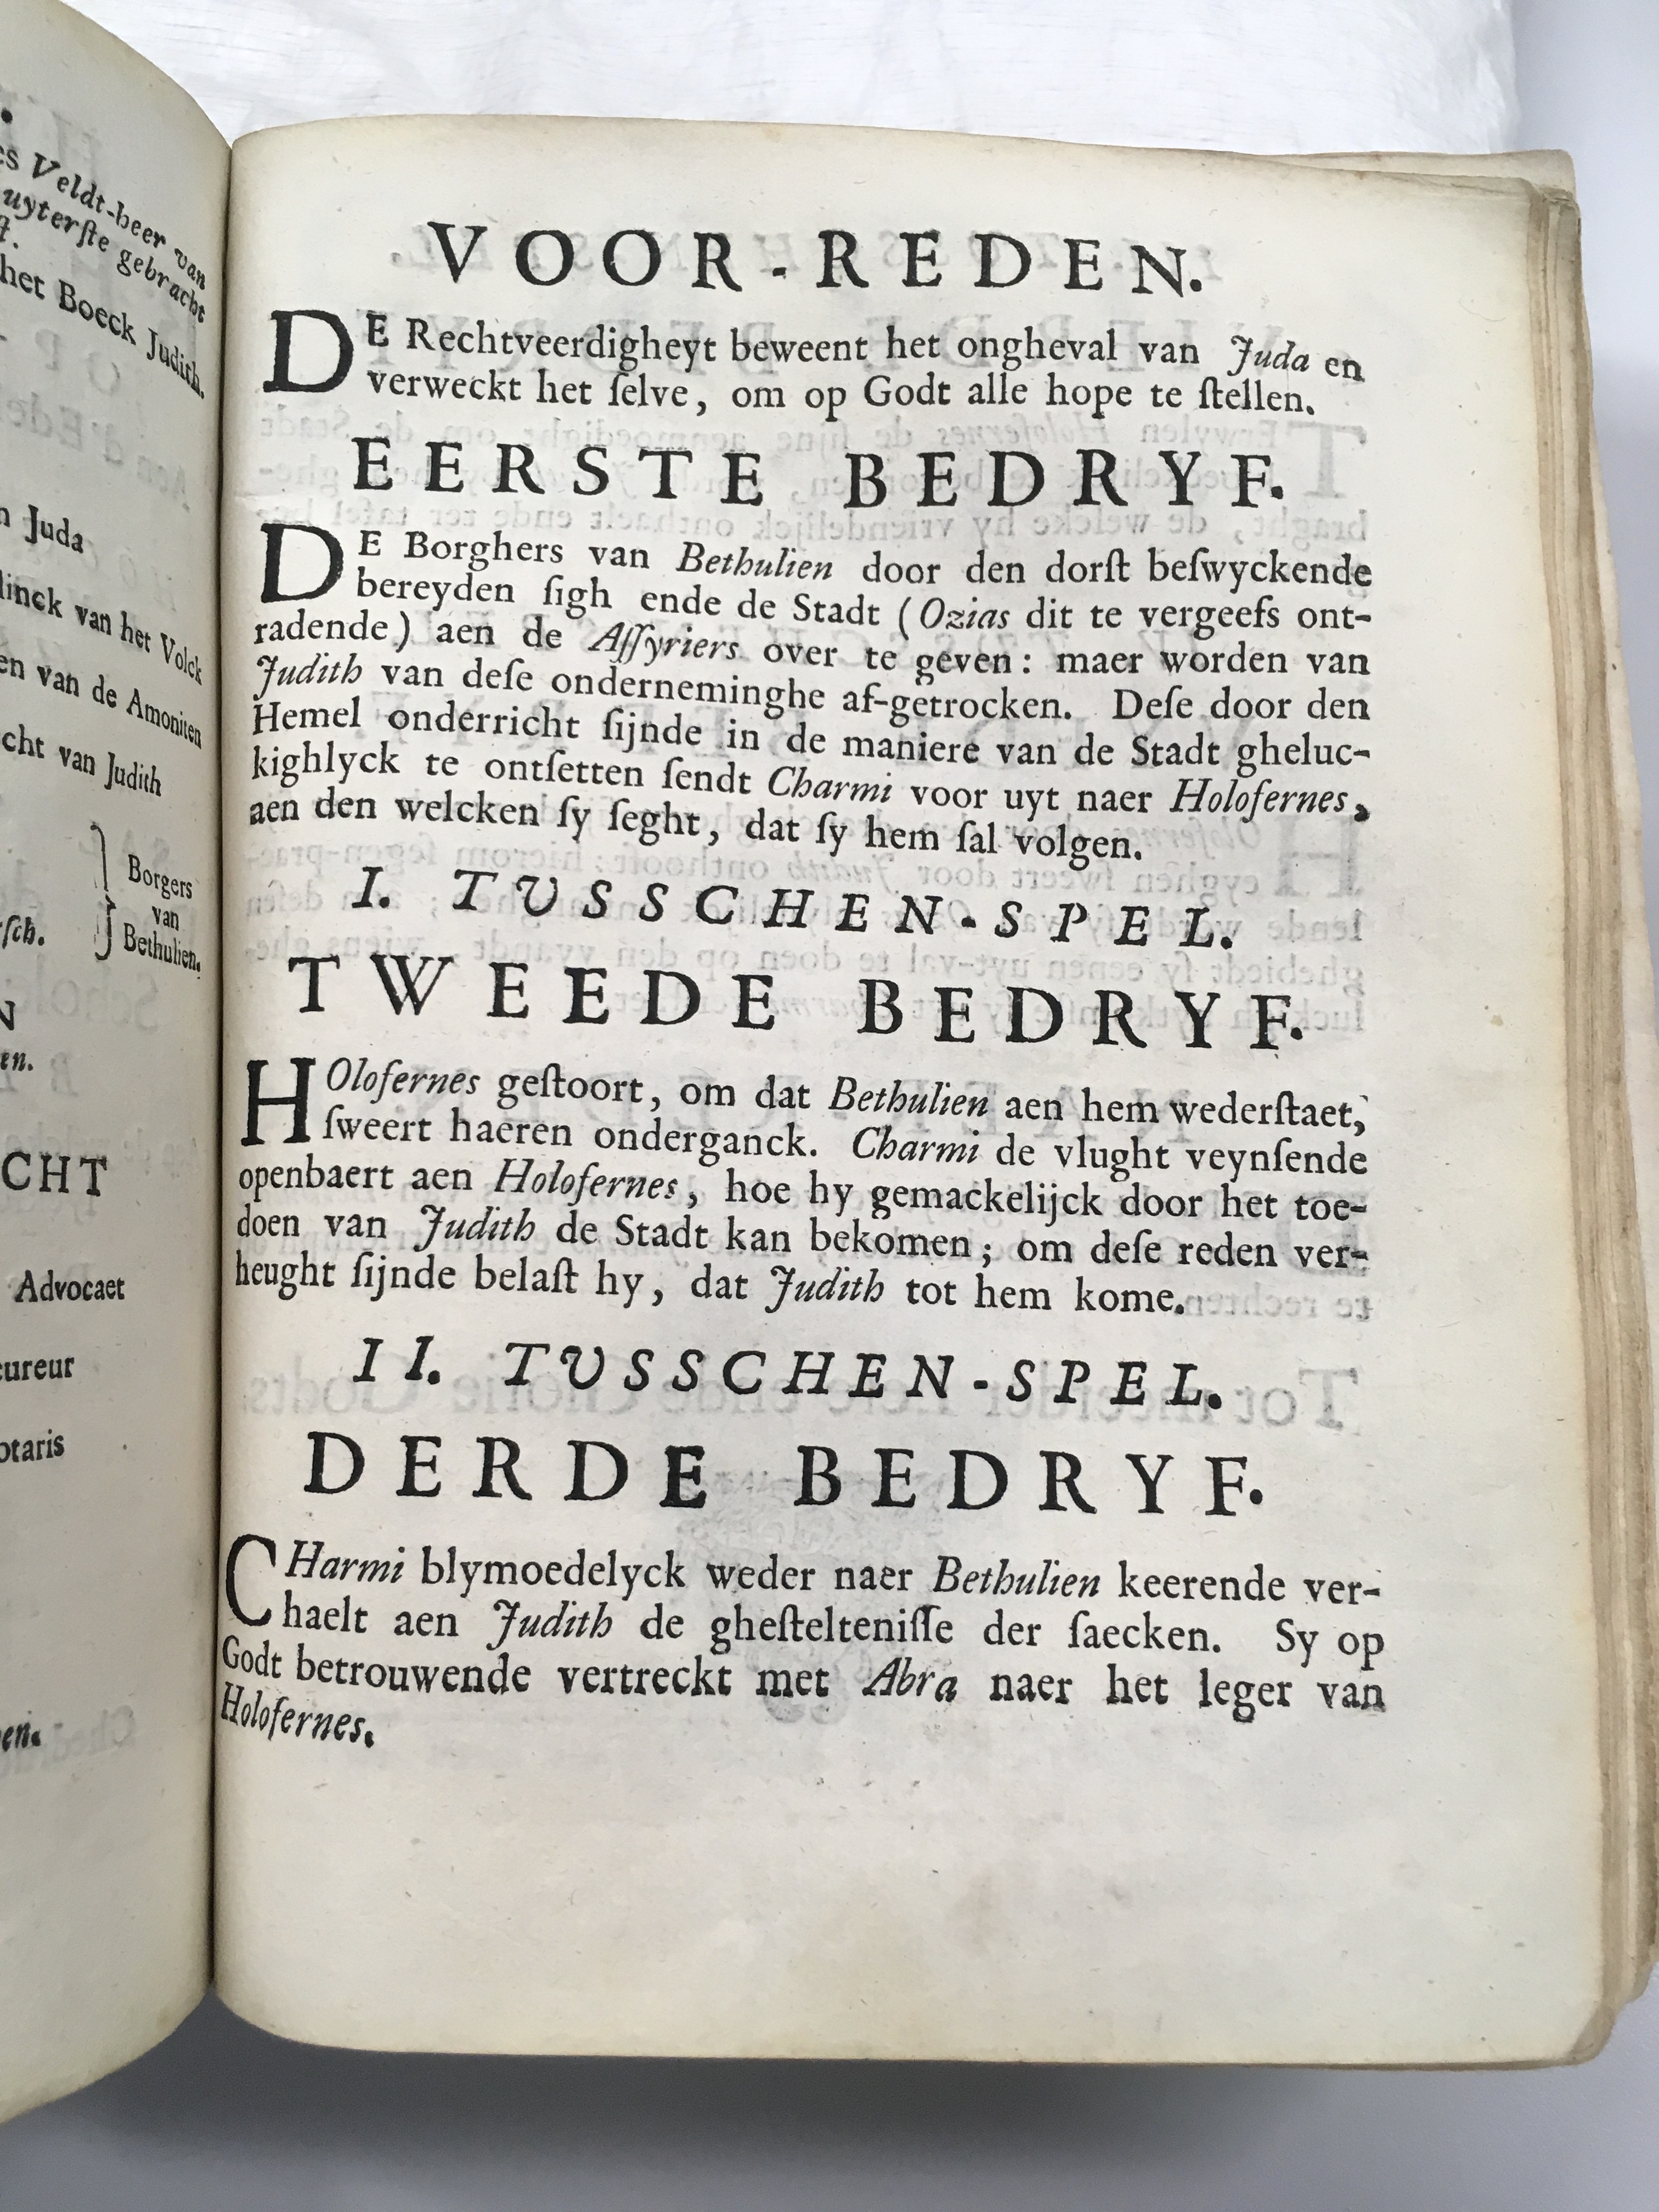 es Veldt-heer van
uyterſte gebracht
het Boeck Judith.
Juda
linck van het Volck
en van de Amoniten
cht van Judith
Borgers
van
Bethulien.
ſch.
en.
CHT
Advocaet
cureur
otaris
en.
VOOR-REDEN.
DE Rechtveerdigheyt beweent het ongheval van Juda en
verweckt het ſelve, om op Godt alle hope te ſtellen.
EERSTE BEDRYF.
DE Borghers van Bethulien door den dorſt beſwyckende
bereyden ſigh ende de Stadt (Ozias dit te vergeefs ont-
radende) aen de Aſſyriers over te geven: maer worden van
Judith van deſe onderneminghe af-getrocken. Deſe door den
Hemel onderricht ſijnde in de maniere van de Stadt gheluc-
kighlyck te ontſetten ſendt Charmi voor uyt naer Holofernes,
aen den welcken ſy ſeght, dat ſy hem ſal volgen.
I. TUSSCHEN-SPEL.
TWEEDE BEDRYF.
HOlofernes geſtoort, om dat Bethulien aen hem wederſtaet,
ſweert haeren onderganck. Charmi de vlught veynſende
openbaert aen Holofernes, hoe hy gemackelijck door het toe-
doen van Judith de Stadt kan bekomen; om deſe reden ver-
heught ſijnde belaſt hy, dat Judith tot hem kome.
II. TUSSCHEN-SPEL.
DERDE BEDRYF.
CHarmi blymoedelyck weder naer Bethulien keerende ver-
haelt aen Judith de gheſtelteniſſe der ſaecken. Sy op
Godt betrouwende vertreckt met Abra naer het leger van
Holofernes.